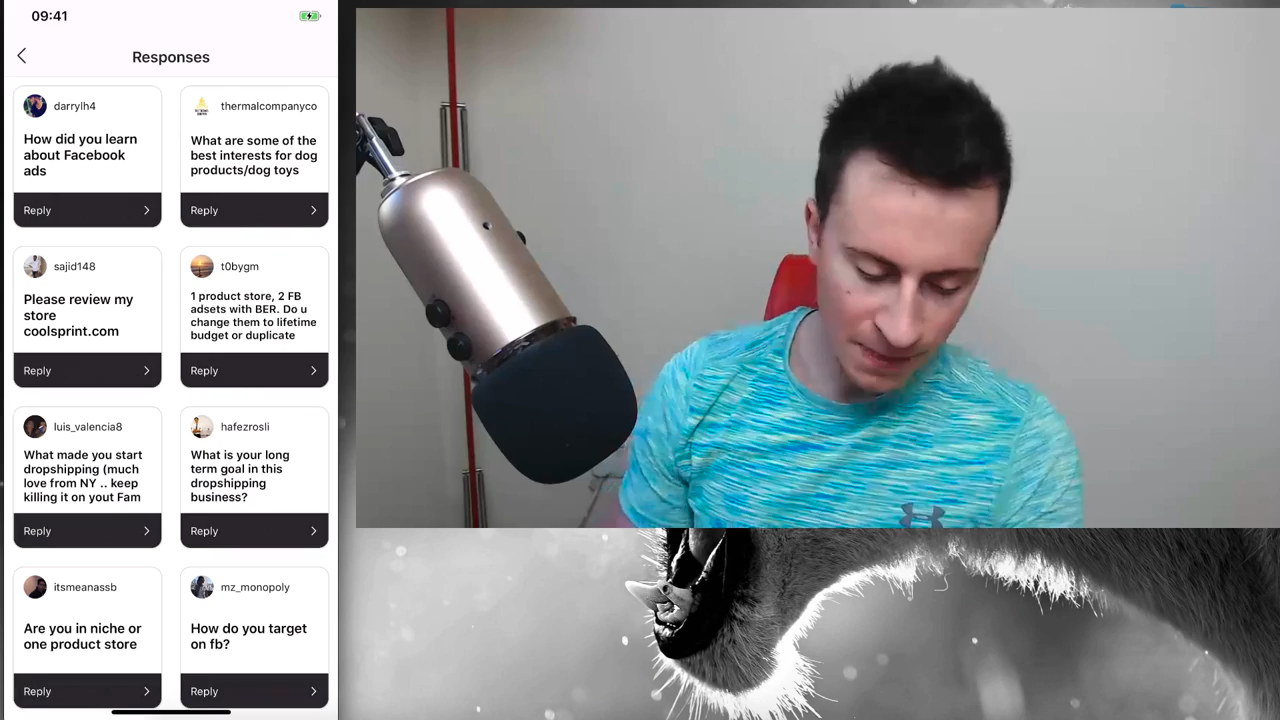 09:41
Responses
darrylh4
How did you learn
about Facebook
ads
Reply
thermalcompanyco
What are some of the
best interests for dog
products/dog toys
Reply
sajid148
Please review my
store
coolsprint.com
Reply
t0bygm
1 product store, 2 FB
adsets with BER. Do u
change them to lifetime
budget or duplicate
Reply
luis_valencia8
What made you start
dropshipping (much
love from NY .. keep
killing it on yout Fam
Reply
hafezrosli
What is your long
term goal in this
dropshipping
business?
Reply
itsmeanassb
Are you in niche or
one product store
Reply
mz_monopoly
How do you target
on fb?
Reply